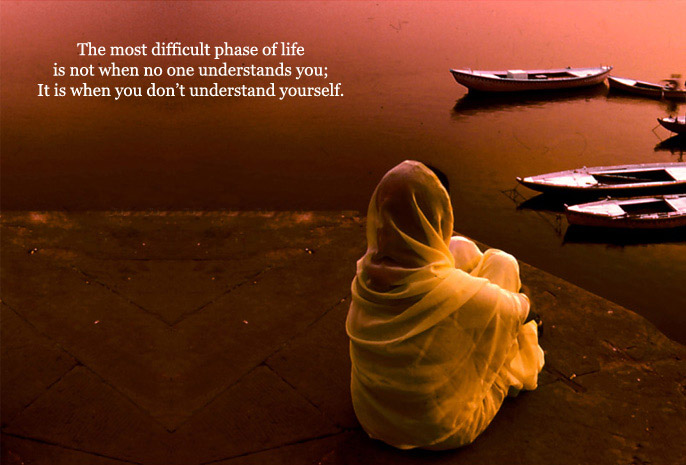 The most difficult phase of life
is not when no one understands you;
It is when you don’t understand yourself.